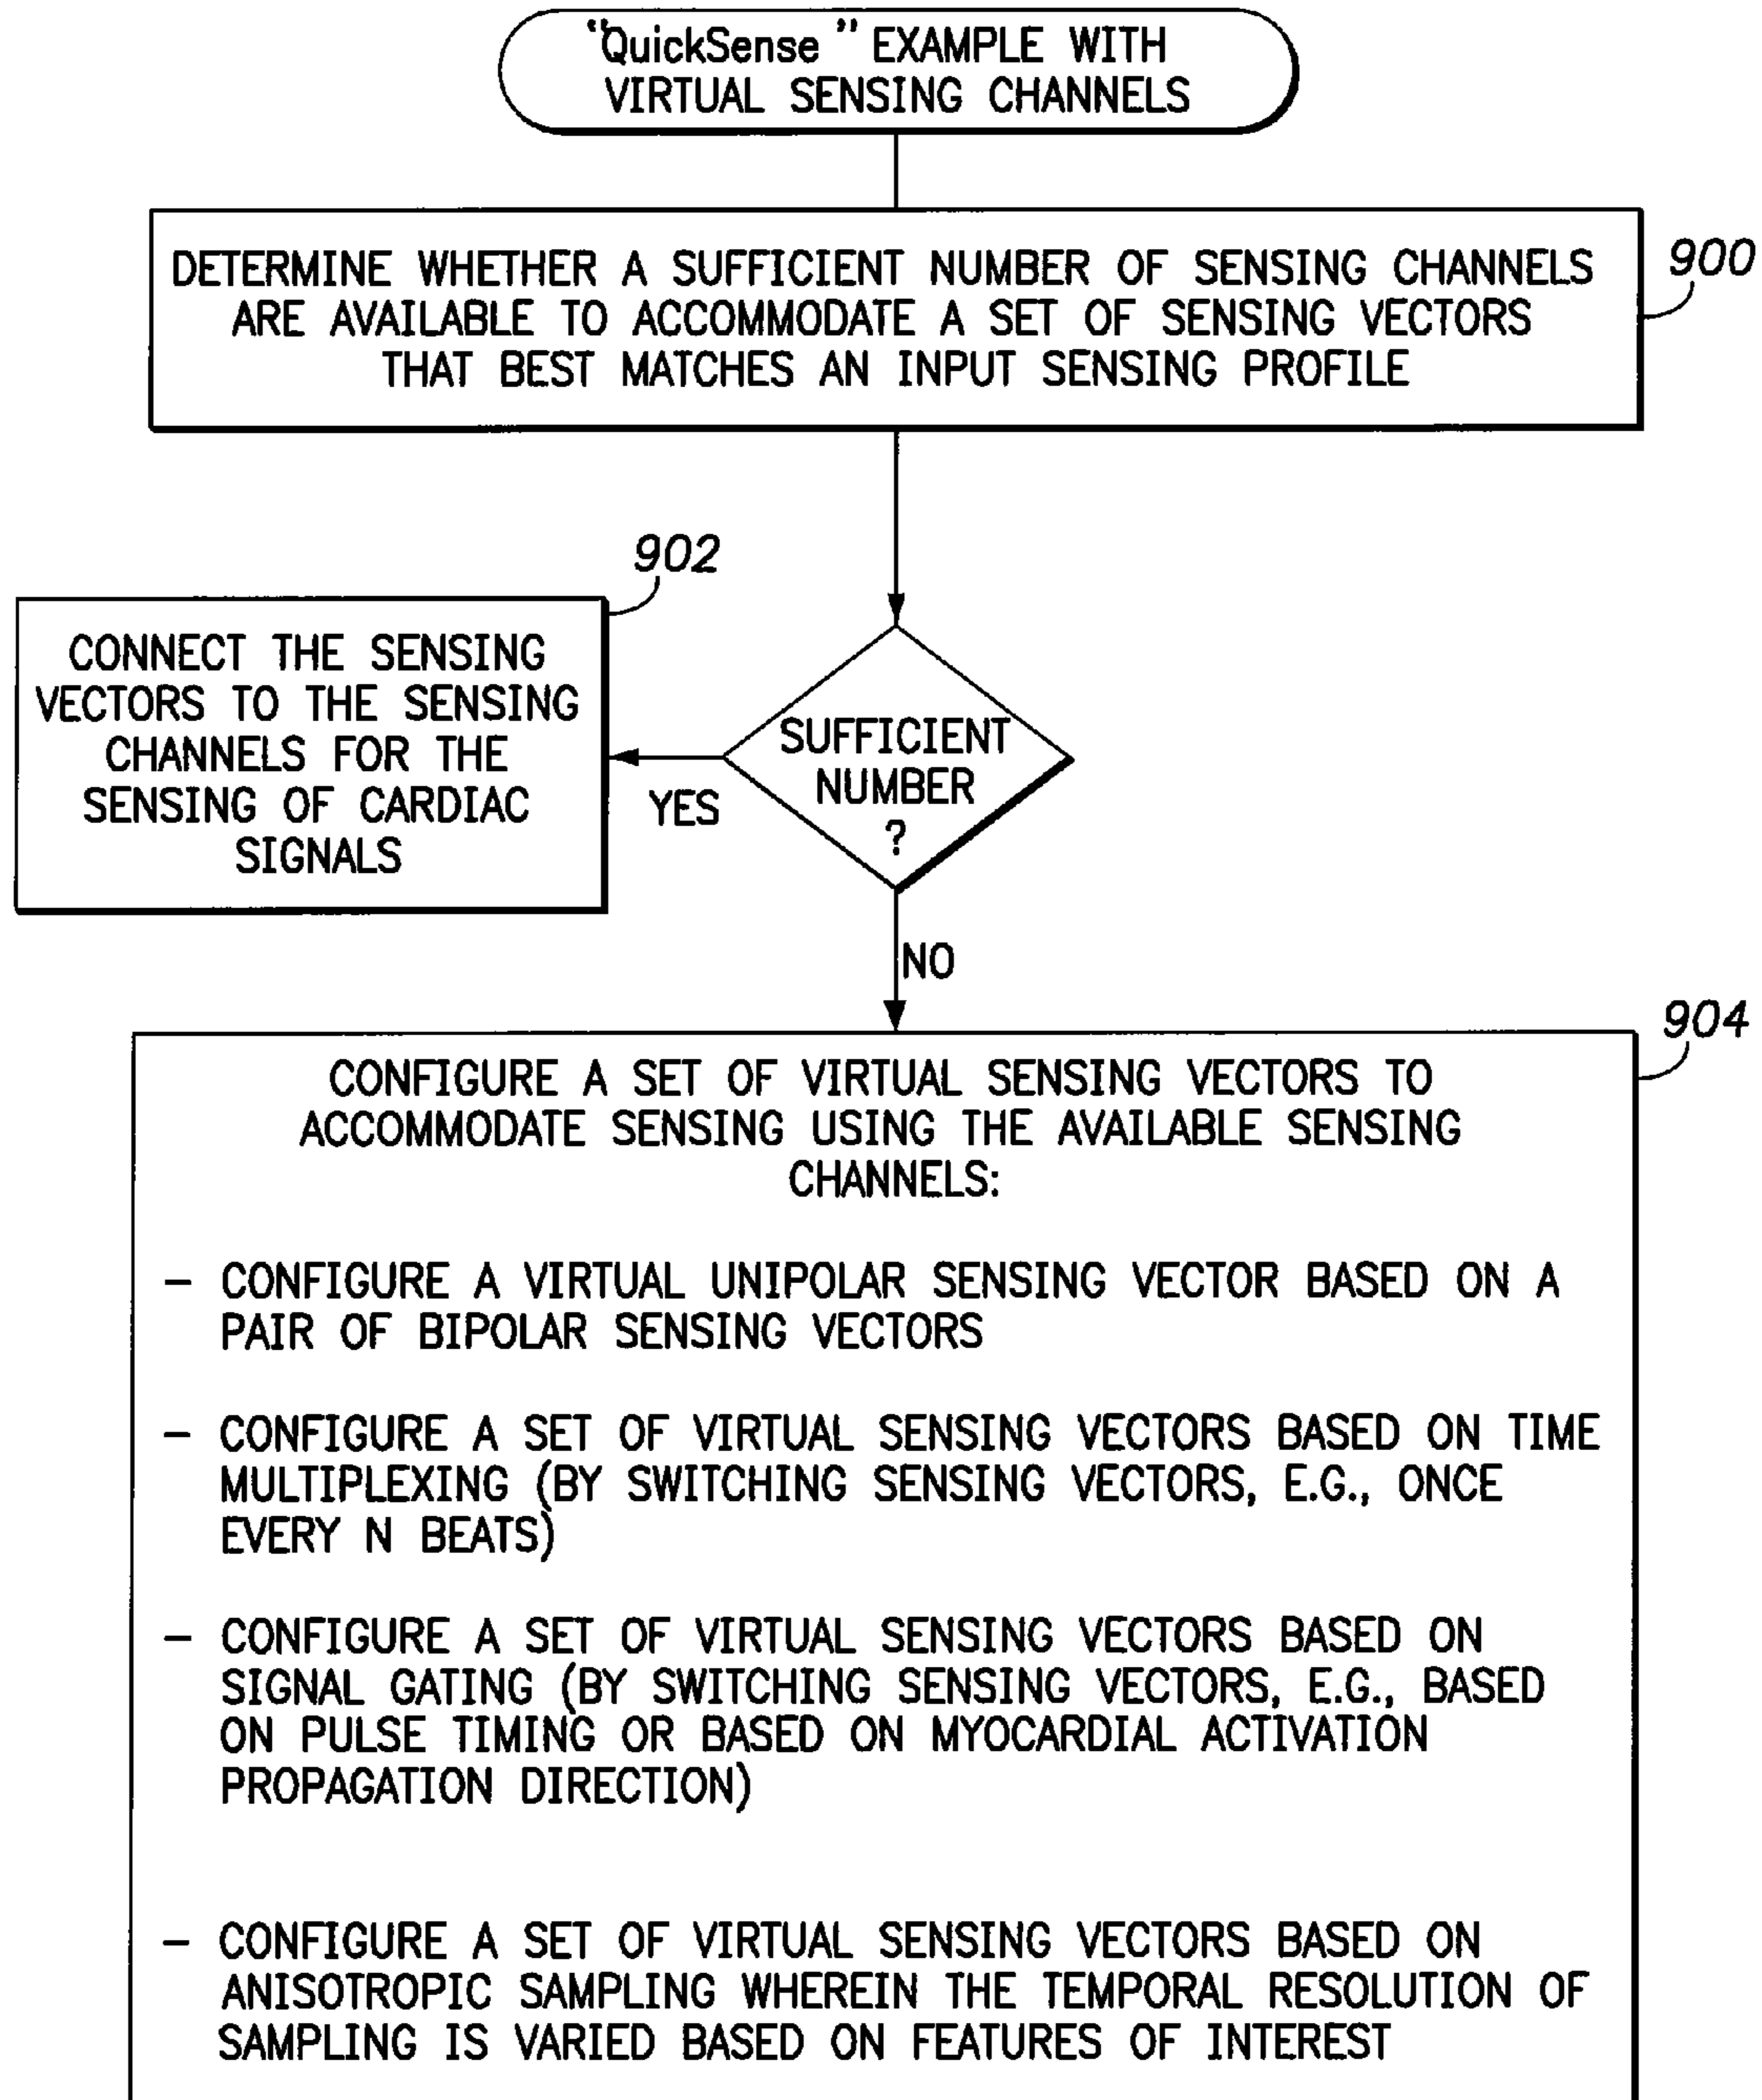 "QuickSense" EXAMPLE WITH
VIRTUAL SENSING CHANNELS
DETERMINE WHETHER A SUFFICIENT NUMBER OF SENSING CHANNELS
ARE AVAILABLE TO ACCOMMODATE A SET OF SENSING VECTORS
THAT BEST MATCHES AN INPUT SENSING PROFILE
900
902
CONNECT THE SENSING
VECTORS TO THE SENSING
CHANNELS FOR THE
SENSING OF CARDIAC
SIGNALS
SUFFICIENT
NUMBER
?
YES
NO
904
CONFIGURE A SET OF VIRTUAL SENSING VECTORS TO
ACCOMMODATE SENSING USING THE AVAILABLE SENSING
CHANNELS:
– CONFIGURE A VIRTUAL UNIPOLAR SENSING VECTOR BASED ON A
PAIR OF BIPOLAR SENSING VECTORS
– CONFIGURE A SET OF VIRTUAL SENSING VECTORS BASED ON TIME
MULTIPLEXING (BY SWITCHING SENSING VECTORS, E.G., ONCE
EVERY N BEATS)
– CONFIGURE A SET OF VIRTUAL SENSING VECTORS BASED ON
SIGNAL GATING (BY SWITCHING SENSING VECTORS, E.G., BASED
ON PULSE TIMING OR BASED ON MYOCARDIAL ACTIVATION
PROPAGATION DIRECTION)
– CONFIGURE A SET OF VIRTUAL SENSING VECTORS BASED ON
ANISOTROPIC SAMPLING WHEREIN THE TEMPORAL RESOLUTION OF
SAMPLING IS VARIED BASED ON FEATURES OF INTEREST